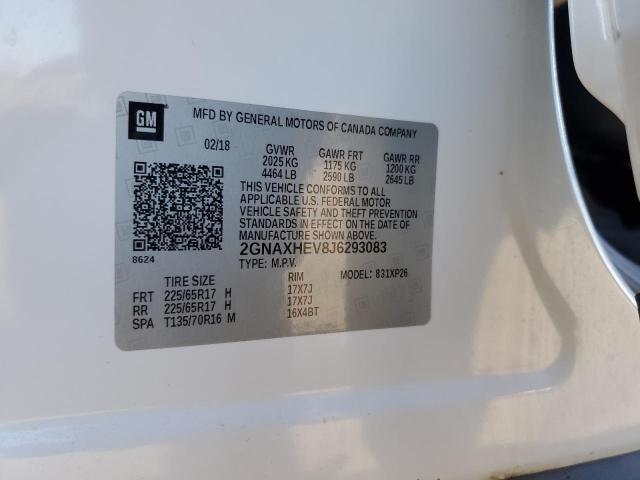 GM
MFD BY GENERAL MOTORS OF CANADA COMPANY
02/18 GVWR GAWR FRT GAWR RR
2025 KG 1175 KG 1200 KG
4464 LB 2590 LB 2645 LB
THIS VEHICLE CONFORMS TO ALL
APPLICABLE U.S. FEDERAL MOTOR
VEHICLE SAFETY AND THEFT PREVENTION
STANDARDS IN EFFECT ON THE DATE OF
MANUFACTURE SHOWN ABOVE.
8624 2GNAXHEV8J6293083
TYPE: M.P.V. MODEL: 831XP26
TIRE SIZE RIM
FRT 225/65R17 H 17X7J
RR 225/65R17 H 17X7J
SPA T135/70R16 M 16X4BT